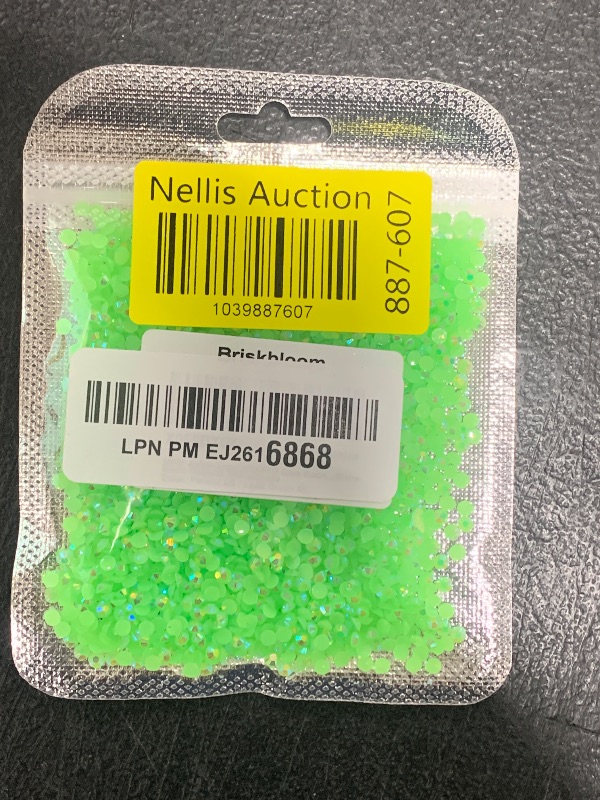 Nellis Auction
887-607
1039887607
Briskbloom
LPN PM EJ2616868